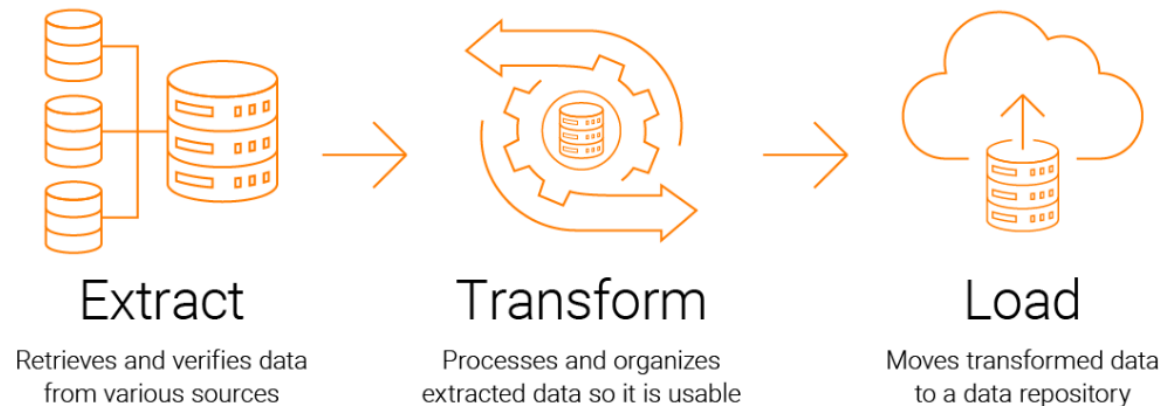 Extract
Retrieves and verifies data
from various sources
Transform
Processes and organizes
extracted data so it is usable
Load
Moves transformed data
to a data repository